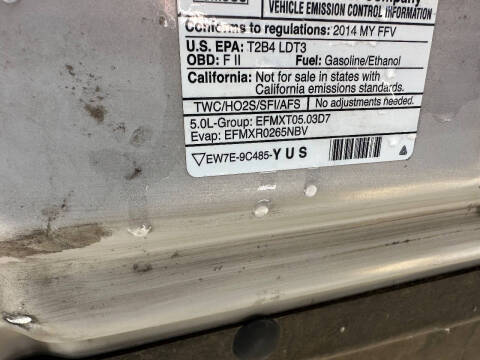 Company
VEHICLE EMISSION CONTROL INFORMATION
Conforms to regulations: 2014 MY FFV
U.S. EPA: T2B4 LDT3
OBD: F II Fuel: Gasoline/Ethanol
California: Not for sale in states with
California emissions standards.
TWC/HO2S/SFI/AFS No adjustments needed.
5.0L-Group: EFMXT05.03D7
Evap: EFMXR0265NBV
EW7E-9C485-YUS